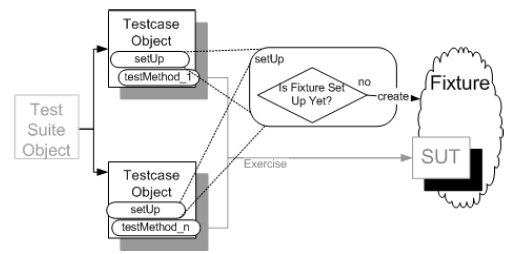 Testcase
Object
setUp
testMethod_1
setUp
Is Fixture Set
Up Yet?
no
create
Fixture
Test
Suite
Object
SUT
Exercise
Testcase
Object
setUp
testMethod_n